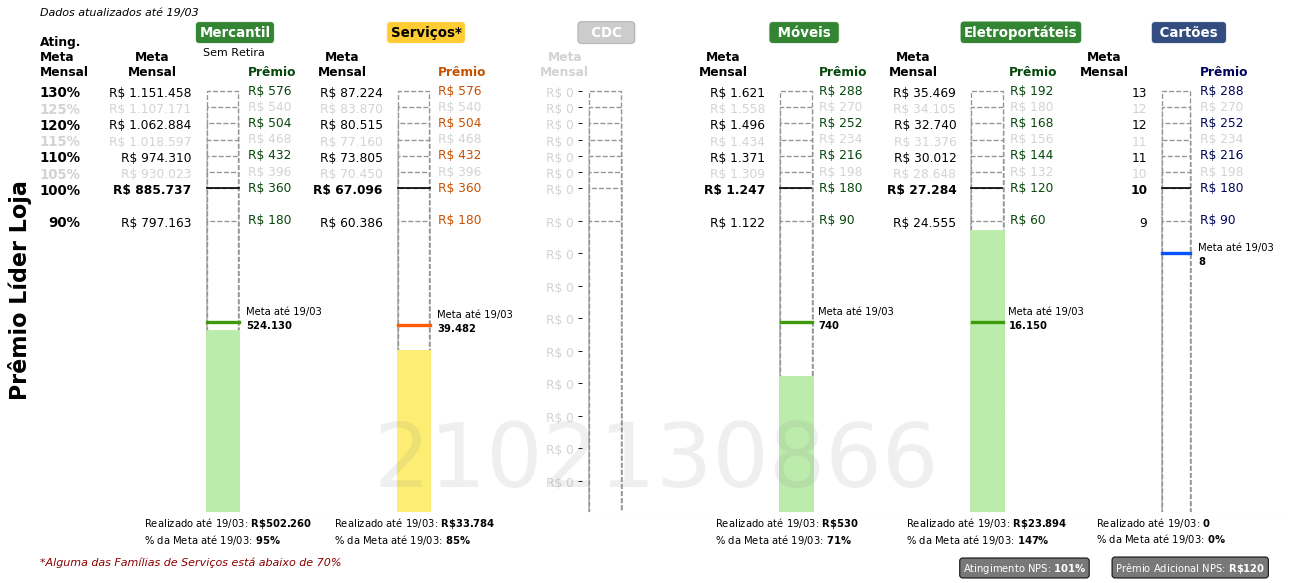 Dados atualizados até 19/03
Mercantil Serviços* CDC Móveis Eletroportáteis Cartões
Sem Retira
Ating. Meta Mensal
Meta Mensal Prêmio Meta Mensal Prêmio Meta Mensal Meta Mensal Prêmio Meta Mensal Prêmio Meta Mensal Prêmio
130% R$ 1.151.458 R$ 576 R$ 87.224 R$ 576 R$ 0 R$ 1.621 R$ 288 R$ 35.469 R$ 192 13 R$ 288
125% R$ 1.107.171 R$ 540 R$ 83.870 R$ 540 R$ 0 R$ 1.558 R$ 270 R$ 34.105 R$ 180 12 R$ 270
120% R$ 1.062.884 R$ 504 R$ 80.515 R$ 504 R$ 0 R$ 1.496 R$ 252 R$ 32.740 R$ 168 12 R$ 252
115% R$ 1.018.597 R$ 468 R$ 77.160 R$ 468 R$ 0 R$ 1.434 R$ 234 R$ 31.376 R$ 156 11 R$ 234
110% R$ 974.310 R$ 432 R$ 73.805 R$ 432 R$ 0 R$ 1.371 R$ 216 R$ 30.012 R$ 144 11 R$ 216
105% R$ 930.023 R$ 396 R$ 70.450 R$ 396 R$ 0 R$ 1.309 R$ 198 R$ 28.648 R$ 132 10 R$ 198
100% R$ 885.737 R$ 360 R$ 67.096 R$ 360 R$ 0 R$ 1.247 R$ 180 R$ 27.284 R$ 120 10 R$ 180
90% R$ 797.163 R$ 180 R$ 60.386 R$ 180 R$ 0 R$ 1.122 R$ 90 R$ 24.555 R$ 60 9 R$ 90
R$ 0
R$ 0
R$ 0
R$ 0
R$ 0
R$ 0
R$ 0
R$ 0
Prêmio Líder Loja
Meta até 19/03
524.130
Meta até 19/03
39.482
Meta até 19/03
740
Meta até 19/03
16.150
Meta até 19/03
8
2102130866
Realizado até 19/03: R$502.260
% da Meta até 19/03: 95%
Realizado até 19/03: R$33.784
% da Meta até 19/03: 85%
Realizado até 19/03: R$530
% da Meta até 19/03: 71%
Realizado até 19/03: R$23.894
% da Meta até 19/03: 147%
Realizado até 19/03: 0
% da Meta até 19/03: 0%
*Alguma das Famílias de Serviços está abaixo de 70%
Atingimento NPS: 101%
Prêmio Adicional NPS: R$120